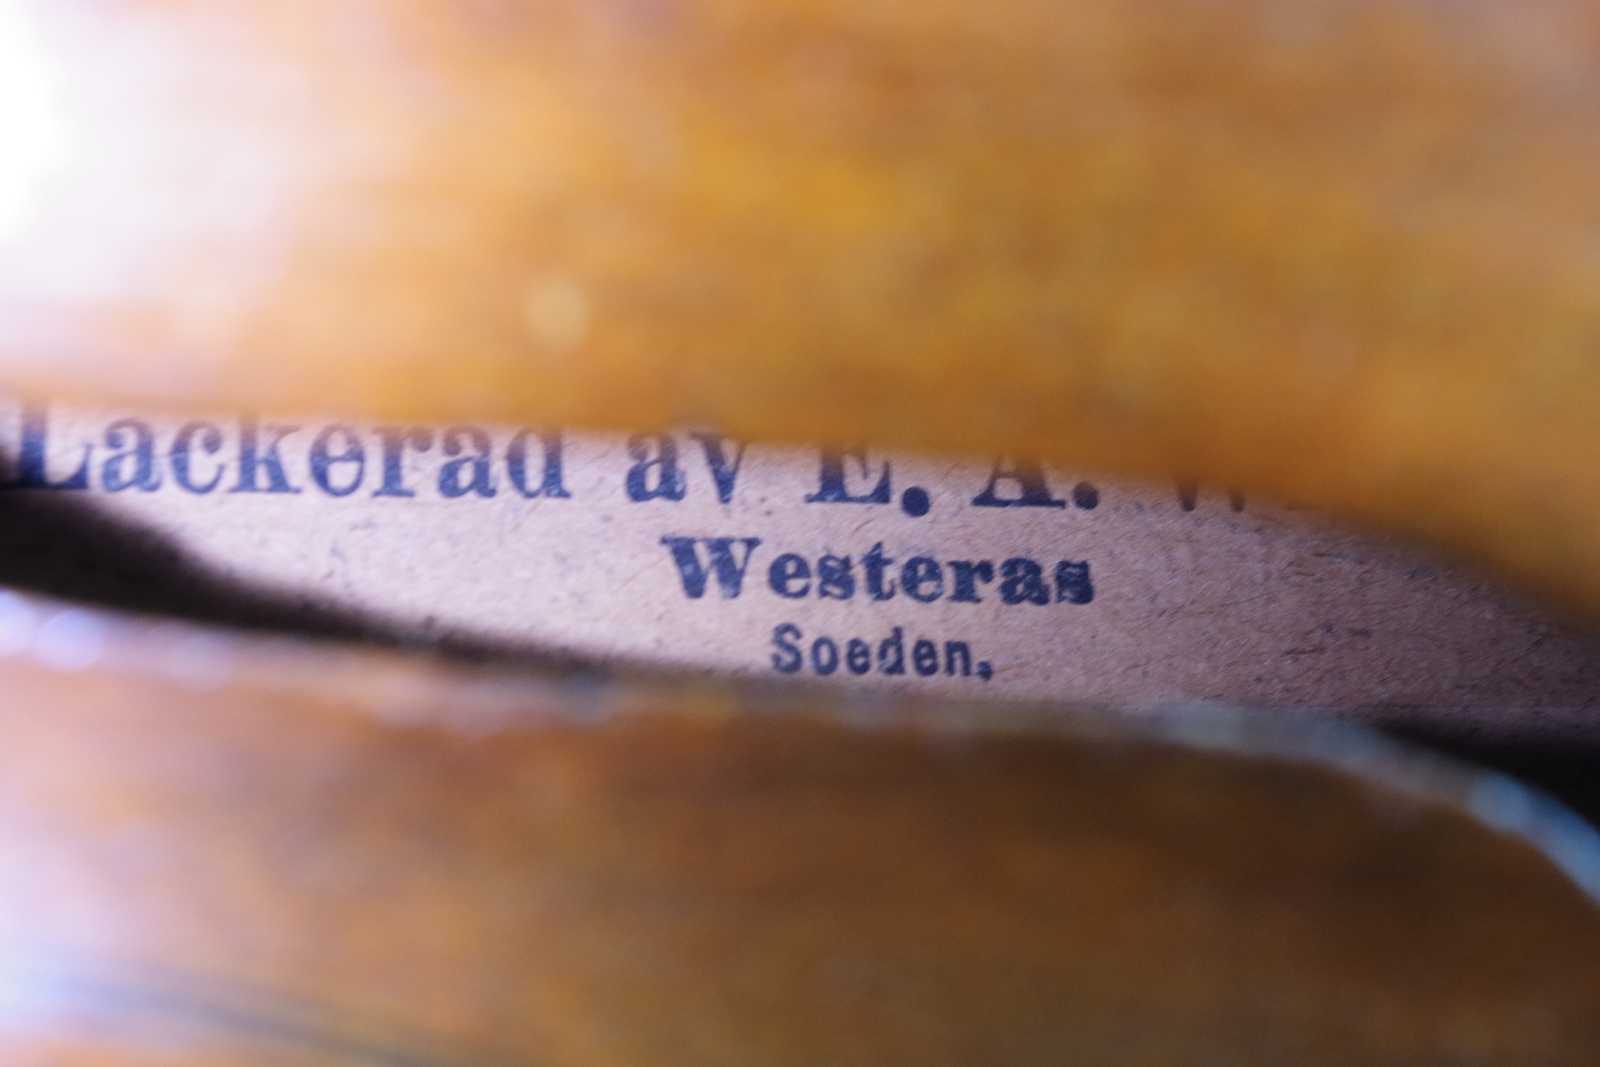 Lackerad av E. A.
Westeras
Soeden.